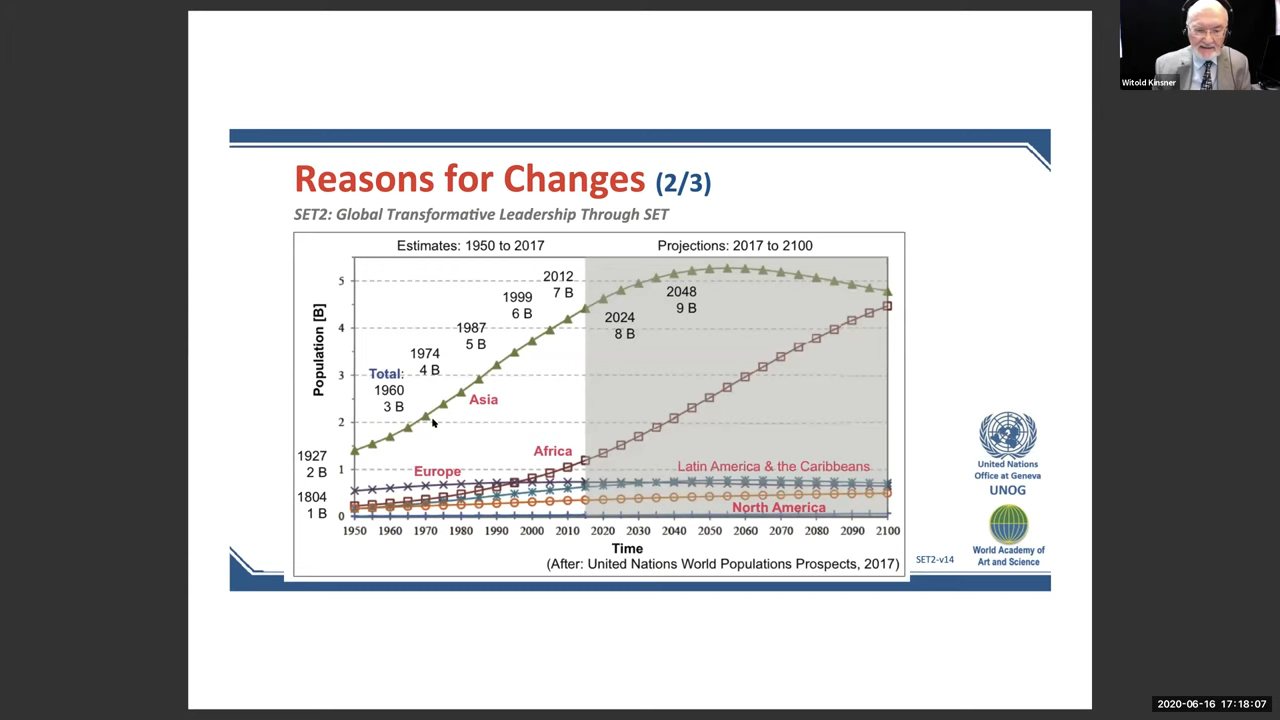 Witold Kinsner
Reasons for Changes (2/3)
SET2: Global Transformative Leadership Through SET
Estimates: 1950 to 2017
Projections: 2017 to 2100
Population [B]
5
4
3
2
1
0
2012
7 B
1999
6 B
1987
5 B
1974
4 B
Total:
1960
3 B
1927
2 B
1804
1 B
2024
8 B
2048
9 B
Asia
Africa
Europe
Latin America & the Caribbeans
North America
1950 1960 1970 1980 1990 2000 2010 2020 2030 2040 2050 2060 2070 2080 2090 2100
Time
(After: United Nations World Populations Prospects, 2017)
SET2-v14
United Nations
Office at Geneva
UNOG
World Academy of
Art and Science
2020-06-16 17:18:07